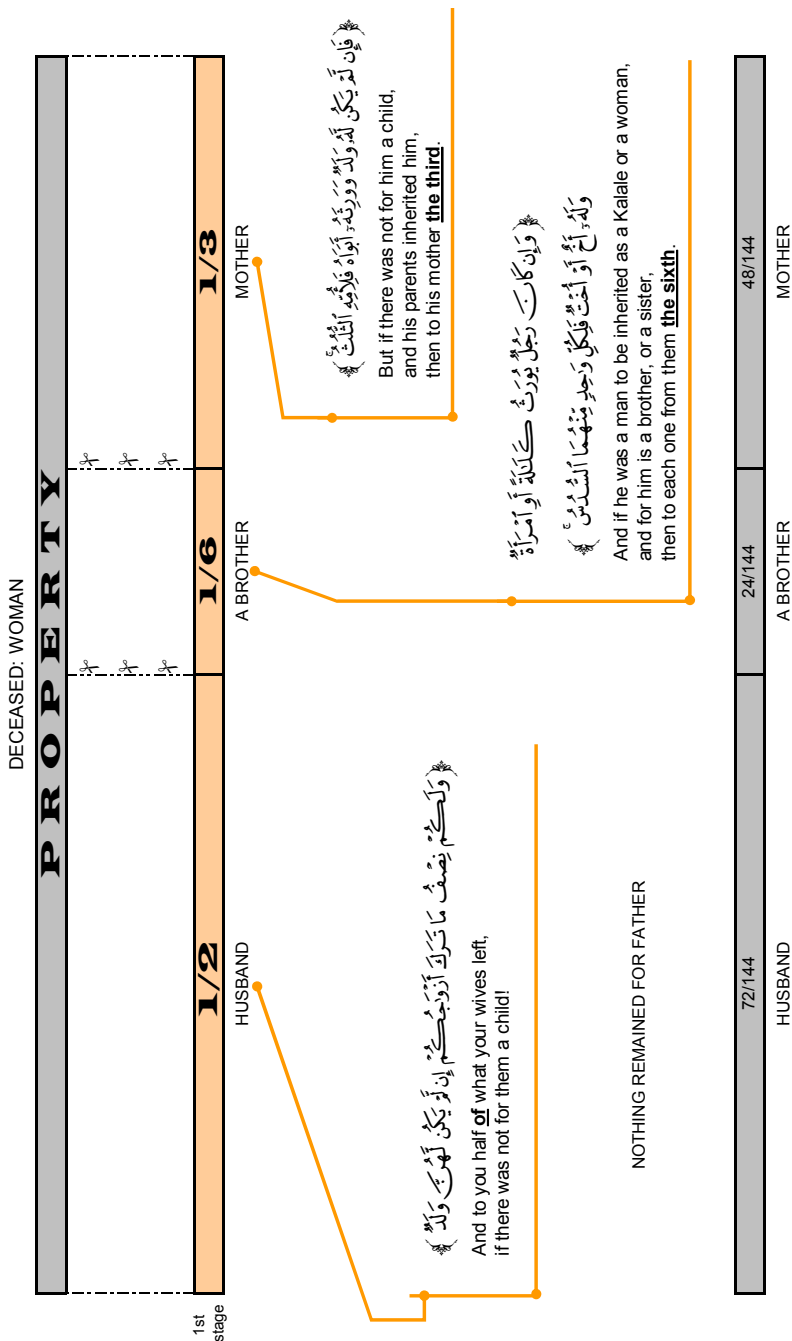 DECEASED: WOMAN
PROPERTY
1st
stage
1/2
1/6
1/3
HUSBAND
A BROTHER
MOTHER
﴿ وَلَكُمْ نِصْفُ مَا تَرَكَ أَزْوَٰجُكُمْ إِن لَّمْ يَكُن لَّهُنَّ وَلَدٌ ﴾
And to you half of what your wives left,
if there was not for them a child!
﴿ وَإِن كَانَ رَجُلٌ يُورَثُ كَلَٰلَةً أَوِ ٱمْرَأَةٌ
وَلَهُۥٓ أَخٌ أَوْ أُخْتٌ فَلِكُلِّ وَٰحِدٍ مِّنْهُمَا ٱلسُّدُسُ ۚ ﴾
And if he was a man to be inherited as a Kalale or a woman,
and for him is a brother, or a sister,
then to each one from them the sixth.
﴿ فَإِن لَّمْ يَكُن لَّهُۥ وَلَدٌ وَوَرِثَهُۥٓ أَبَوَاهُ فَلِأُمِّهِ ٱلثُّلُثُ ۚ ﴾
But if there was not for him a child,
and his parents inherited him,
then to his mother the third.
NOTHING REMAINED FOR FATHER
72/144
24/144
48/144
HUSBAND
A BROTHER
MOTHER